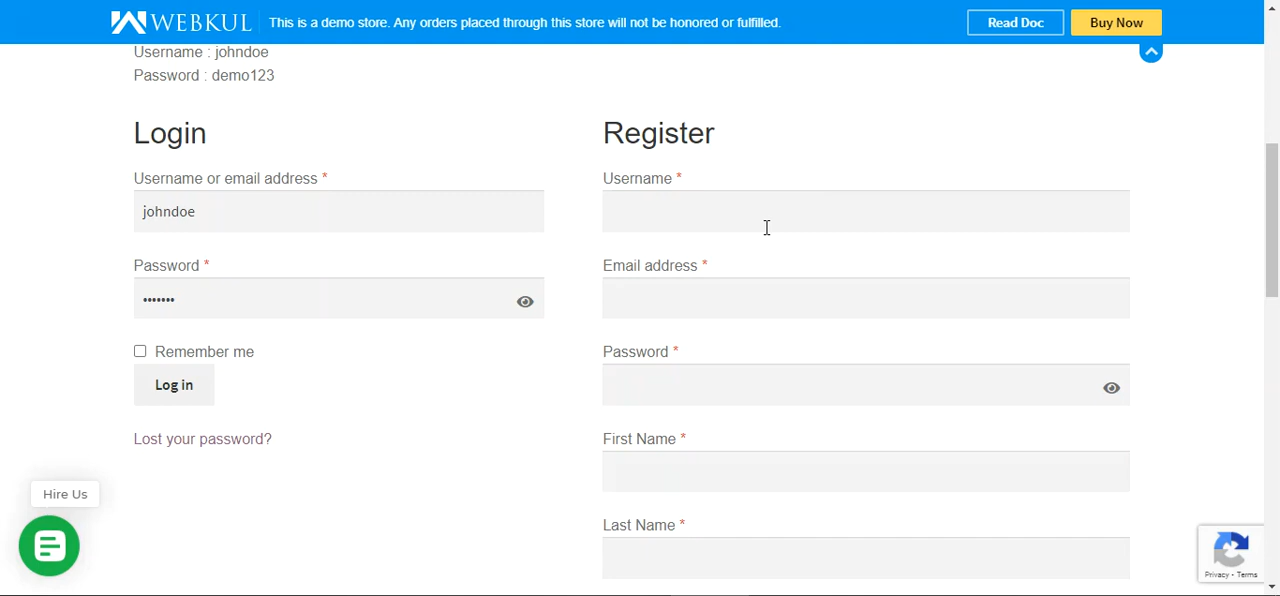 WEBKUL
This is a demo store. Any orders placed through this store will not be honored or fulfilled.
Read Doc
Buy Now
Username : johndoe
Password : demo123
Login
Username or email address *
johndoe
Password *
•••••••
Remember me
Log in
Lost your password?
Register
Username *
Email address *
Password *
First Name *
Last Name *
Hire Us
Privacy - Terms